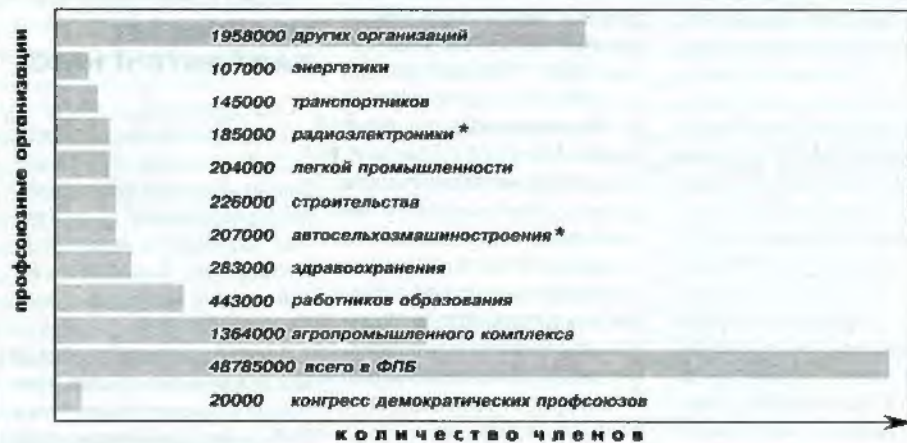 профсоюзные организации
1958000 других организаций
107000 энергетики
145000 транспортников
185000 радиоэлектроники *
204000 легкой промышленности
226000 строительства
207000 автосельхозмашиностроения *
283000 здравоохранения
443000 работников образования
1364000 агропромышленного комплекса
48785000 всего в ФПБ
20000 конгресс демократических профсоюзов
количество членов